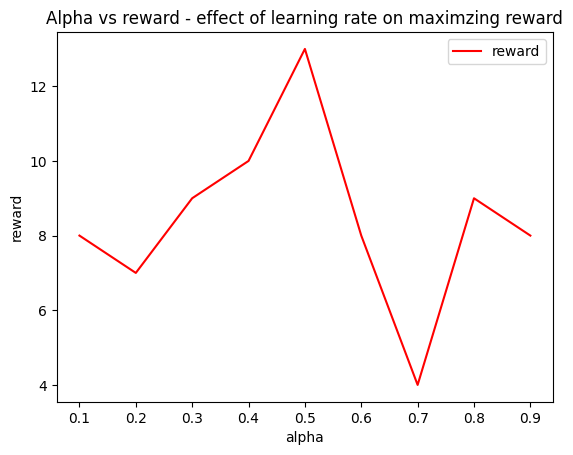 Alpha vs reward - effect of learning rate on maximzing reward
reward
12
10
8
6
4
reward
0.1 0.2 0.3 0.4 0.5 0.6 0.7 0.8 0.9
alpha